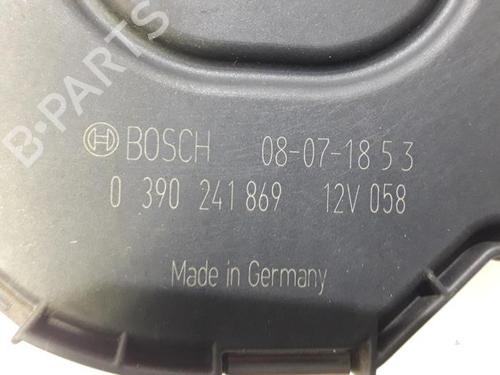 B-PARTS
BOSCH 08-07-18 5 3
0 390 241 869 12V 058
Made in Germany